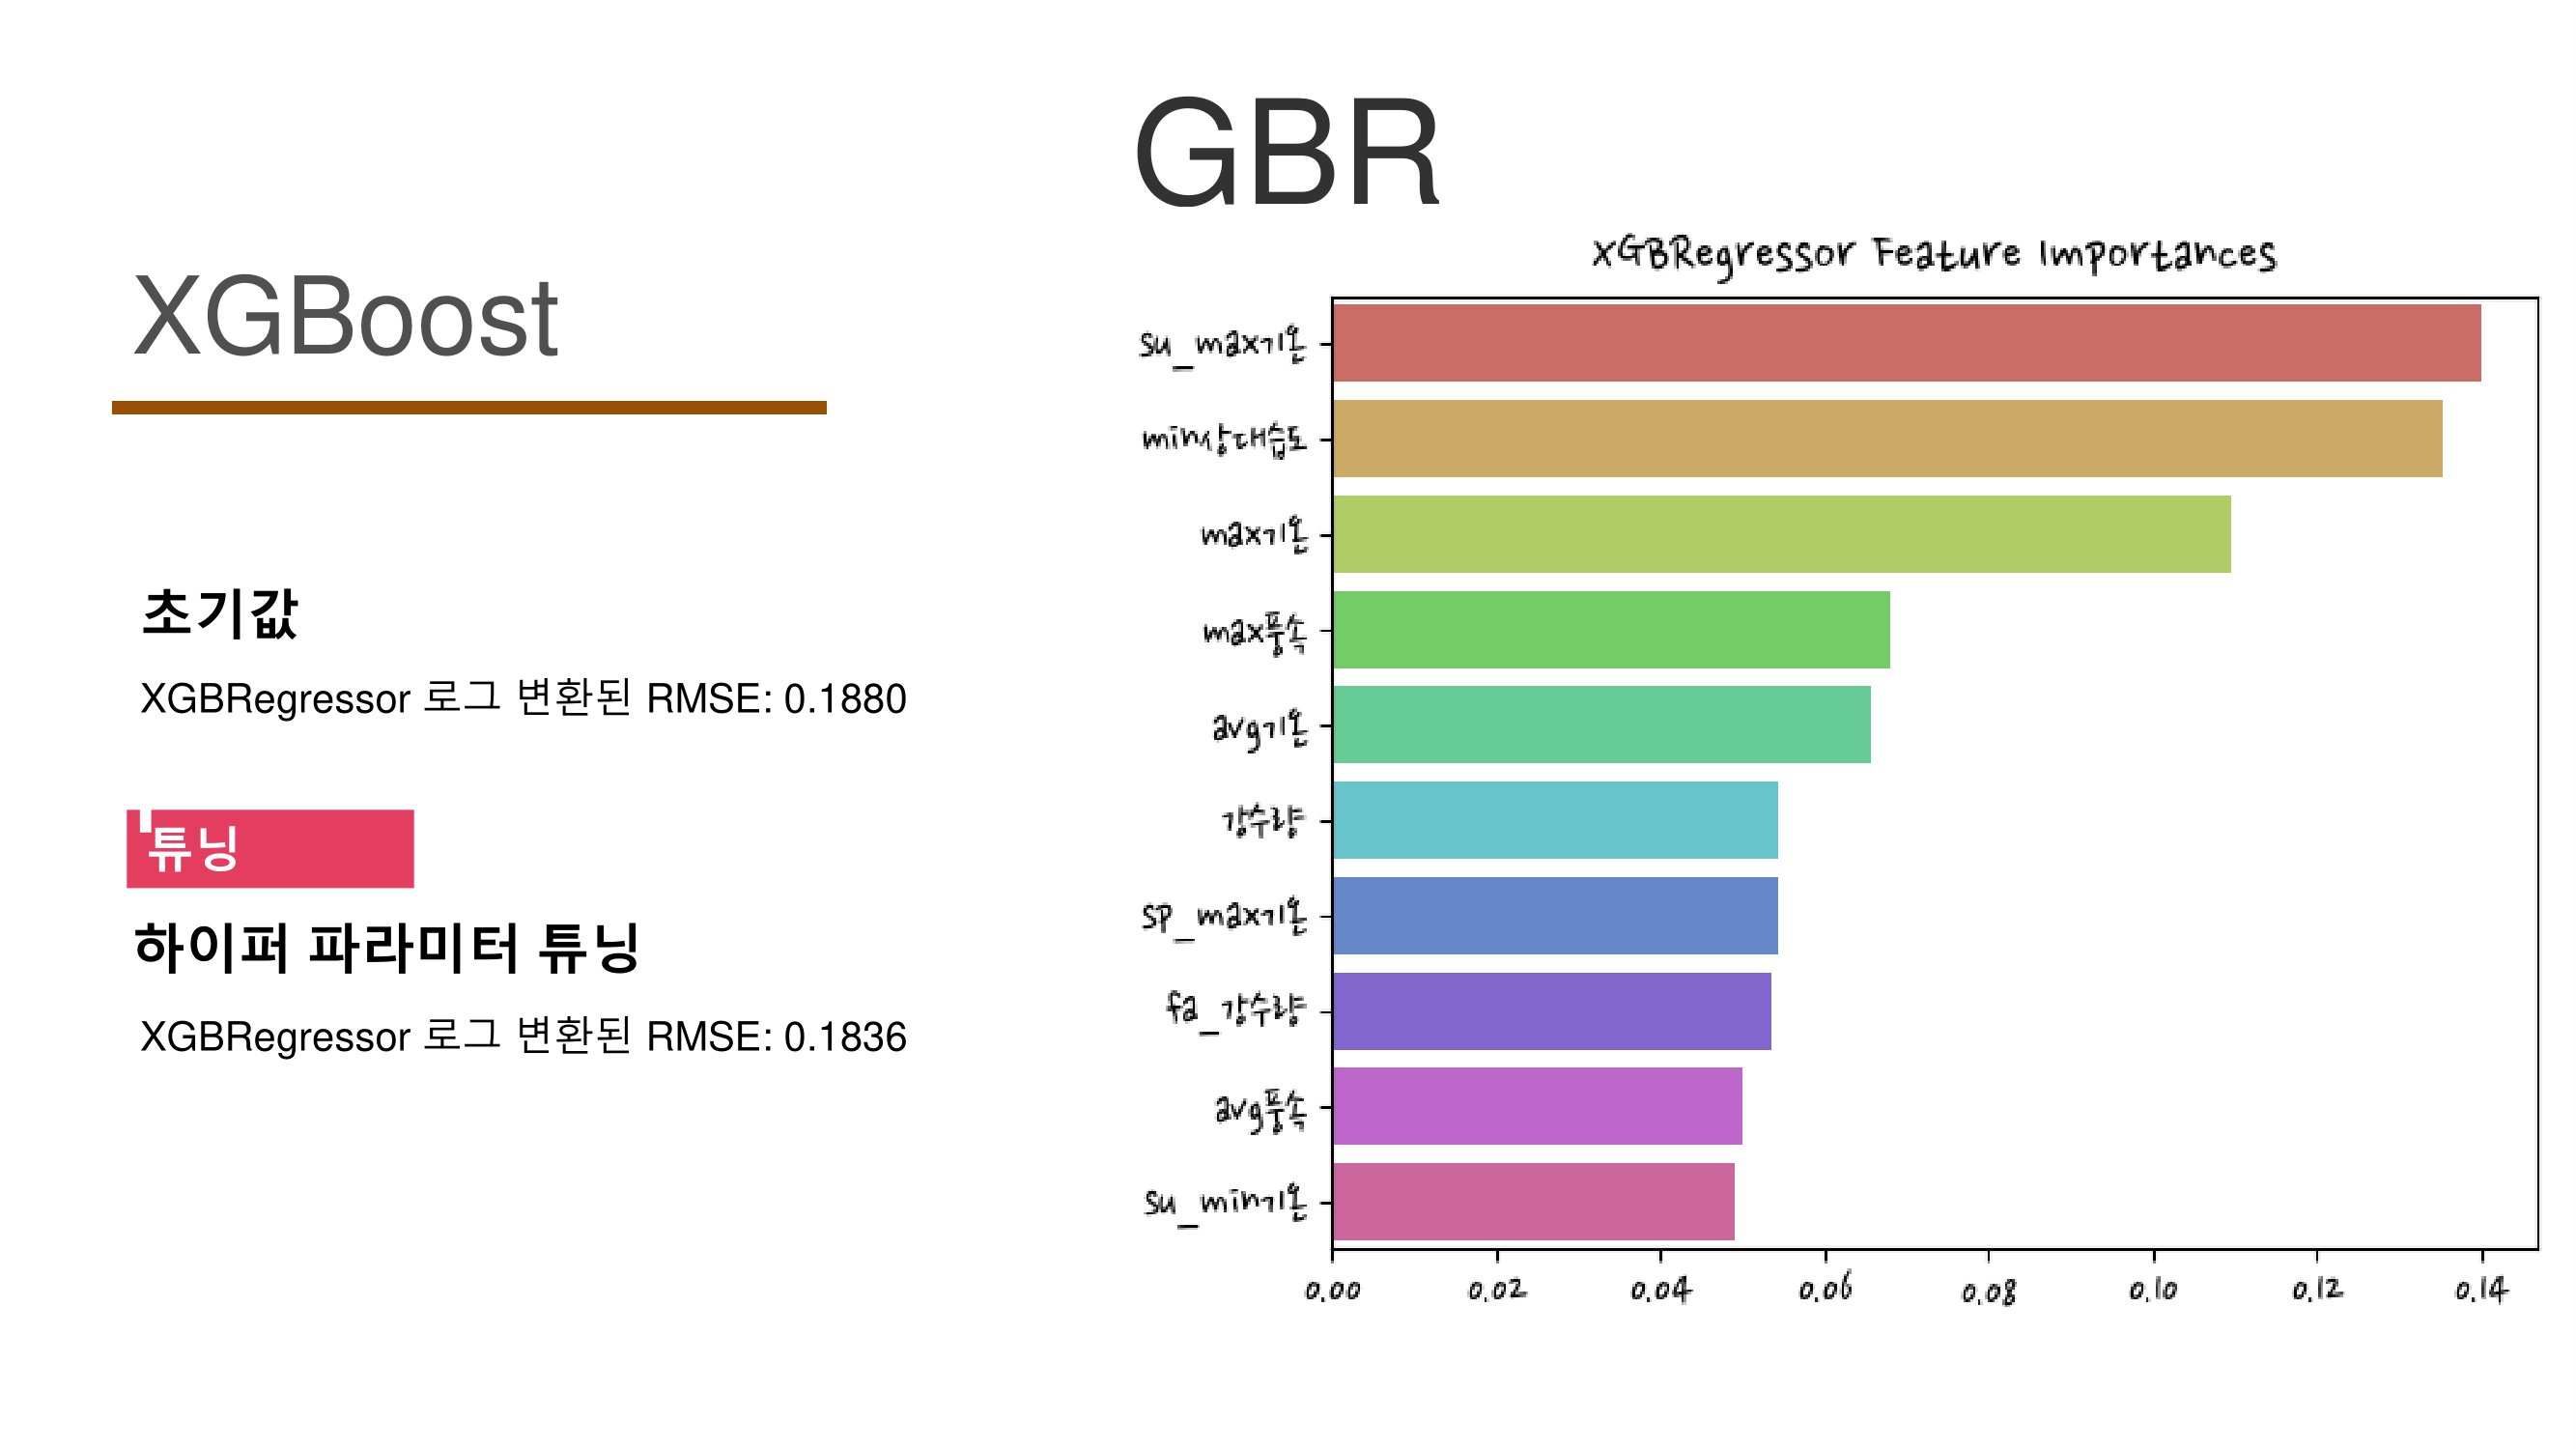 GBR
XGBoost
초기값
XGBRegressor 로그 변환된 RMSE: 0.1880
튜닝
하이퍼 파라미터 튜닝
XGBRegressor 로그 변환된 RMSE: 0.1836
XGBRegressor Feature Importances
su_max기온
min상대습도
max기온
max풍속
avg기온
강수량
sp_max기온
fa_강수량
avg풍속
su_min기온
0.00 0.02 0.04 0.06 0.08 0.10 0.12 0.14